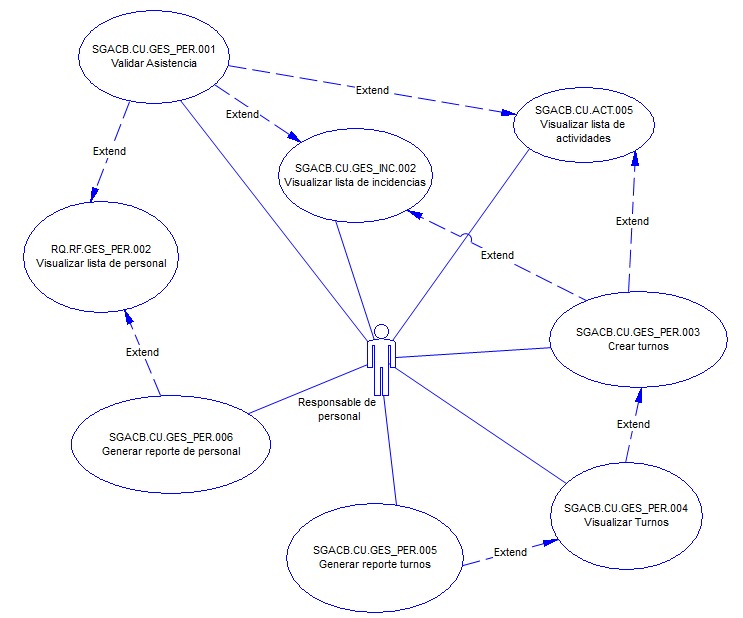 SGACB.CU.GES_PER.001
Validar Asistencia
Extend
Extend
SGACB.CU.ACT.005
Visualizar lista de
actividades
Extend
SGACB.CU.GES_INC.002
Visualizar lista de incidencias
Extend
RQ.RF.GES_PER.002
Visualizar lista de personal
Extend
SGACB.CU.GES_PER.003
Crear turnos
Extend
Responsable de
personal
Extend
SGACB.CU.GES_PER.006
Generar reporte de personal
SGACB.CU.GES_PER.004
Visualizar Turnos
SGACB.CU.GES_PER.005
Generar reporte turnos
Extend